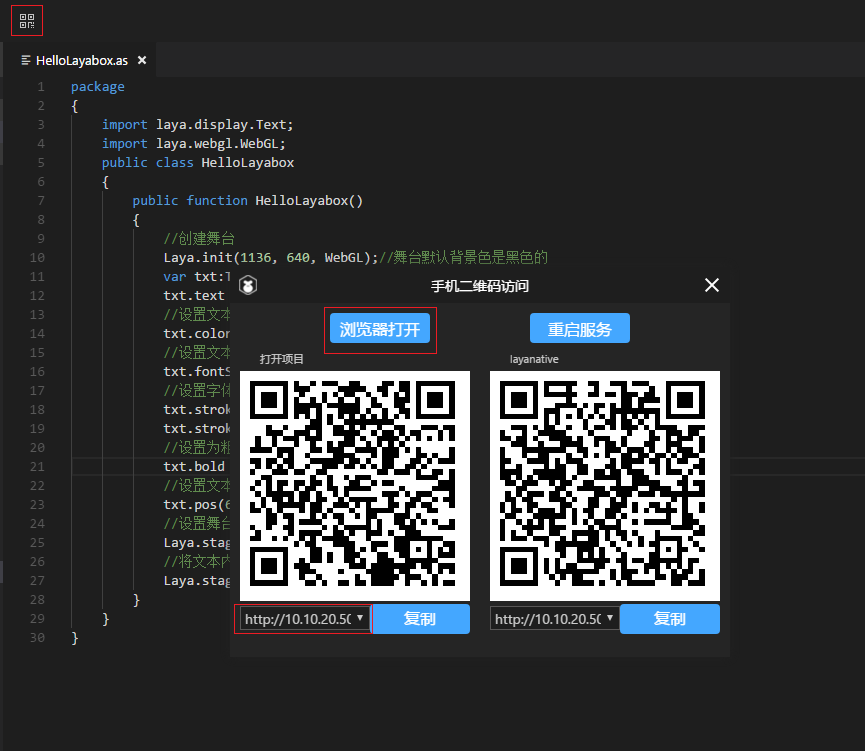 HelloLayabox.as
1 package
2 {
3 import laya.display.Text;
4 import laya.webgl.WebGL;
5 public class HelloLayabox
6 {
7 public function HelloLayabox()
8 {
9 //创建舞台
10 Laya.init(1136, 640, WebGL);//舞台默认背景色是黑色的
11 var txt:
12 txt.text
13 //设置文本
14 txt.color
15 //设置文本
16 txt.fontS
17 //设置字体
18 txt.strok
19 txt.strok
20 //设置为粗
21 txt.bold
22 //设置文本
23 txt.pos(6
24 //设置舞台
25 Laya.stag
26 //将文本内
27 Laya.stag
28 }
29 }
30 }
手机二维码访问
浏览器打开 重启服务
打开项目 layanative
http://10.10.20.50 复制 http://10.10.20.50 复制